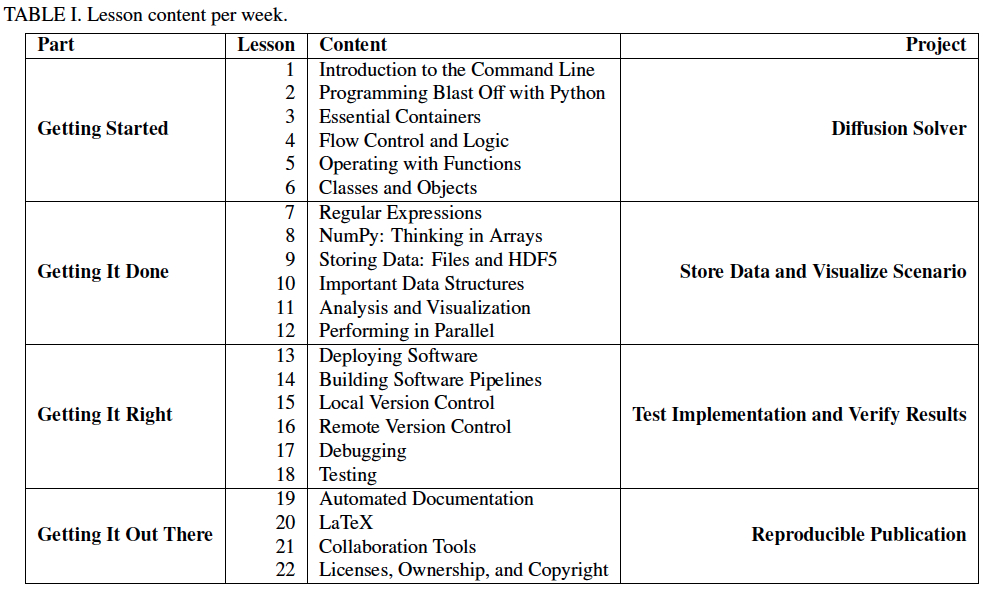 TABLE I. Lesson content per week.
Part Lesson Content Project
Getting Started Diffusion Solver
1 Introduction to the Command Line
2 Programming Blast Off with Python
3 Essential Containers
4 Flow Control and Logic
5 Operating with Functions
6 Classes and Objects
Getting It Done Store Data and Visualize Scenario
7 Regular Expressions
8 NumPy: Thinking in Arrays
9 Storing Data: Files and HDF5
10 Important Data Structures
11 Analysis and Visualization
12 Performing in Parallel
Getting It Right Test Implementation and Verify Results
13 Deploying Software
14 Building Software Pipelines
15 Local Version Control
16 Remote Version Control
17 Debugging
18 Testing
Getting It Out There Reproducible Publication
19 Automated Documentation
20 LaTeX
21 Collaboration Tools
22 Licenses, Ownership, and Copyright